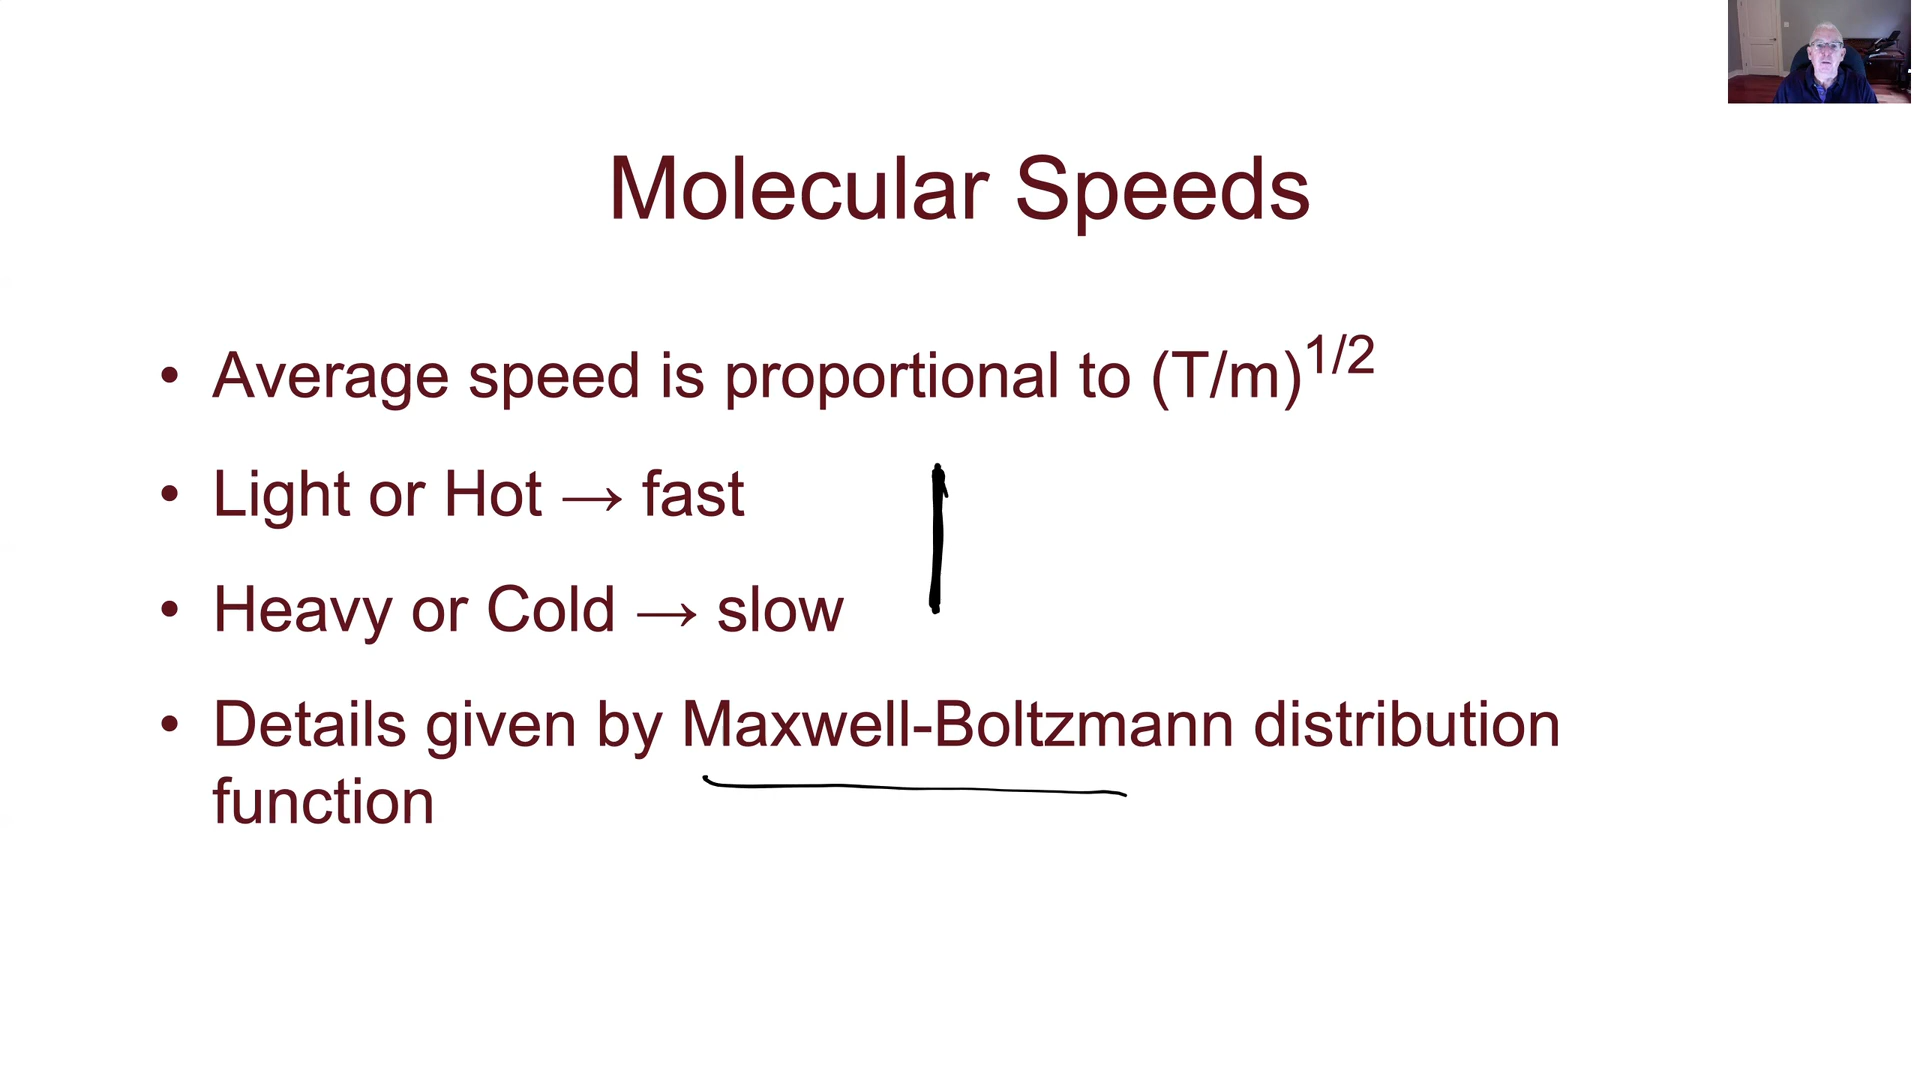 Molecular Speeds
• Average speed is proportional to (T/m)^1/2
• Light or Hot → fast
• Heavy or Cold → slow
• Details given by Maxwell-Boltzmann distribution
function